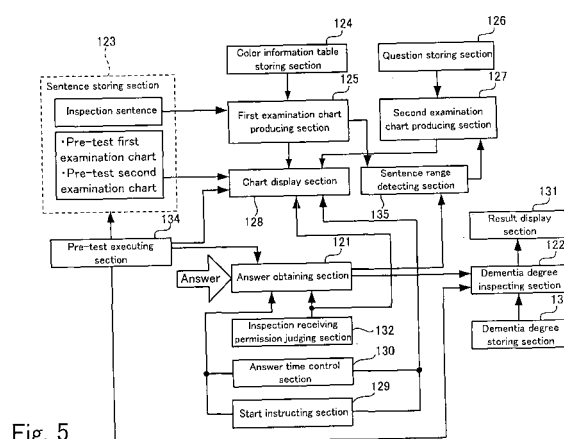 123
124
126
Sentence storing section
Color information table
storing section
Question storing section
125
127
Inspection sentence
First examination chart
producing section
Second examination
chart producing section
・Pre-test first
examination chart
・Pre-test second
examination chart
Chart display section
128
Sentence range
detecting section
135
131
Result display
section
134
Pre-test executing
section
121
122
Answer
Answer obtaining section
Dementia degree
inspecting section
Inspection receiving
permission judging section
132
13
Dementia degree
storing section
130
Answer time control
section
129
Start instructing section
Fig. 5